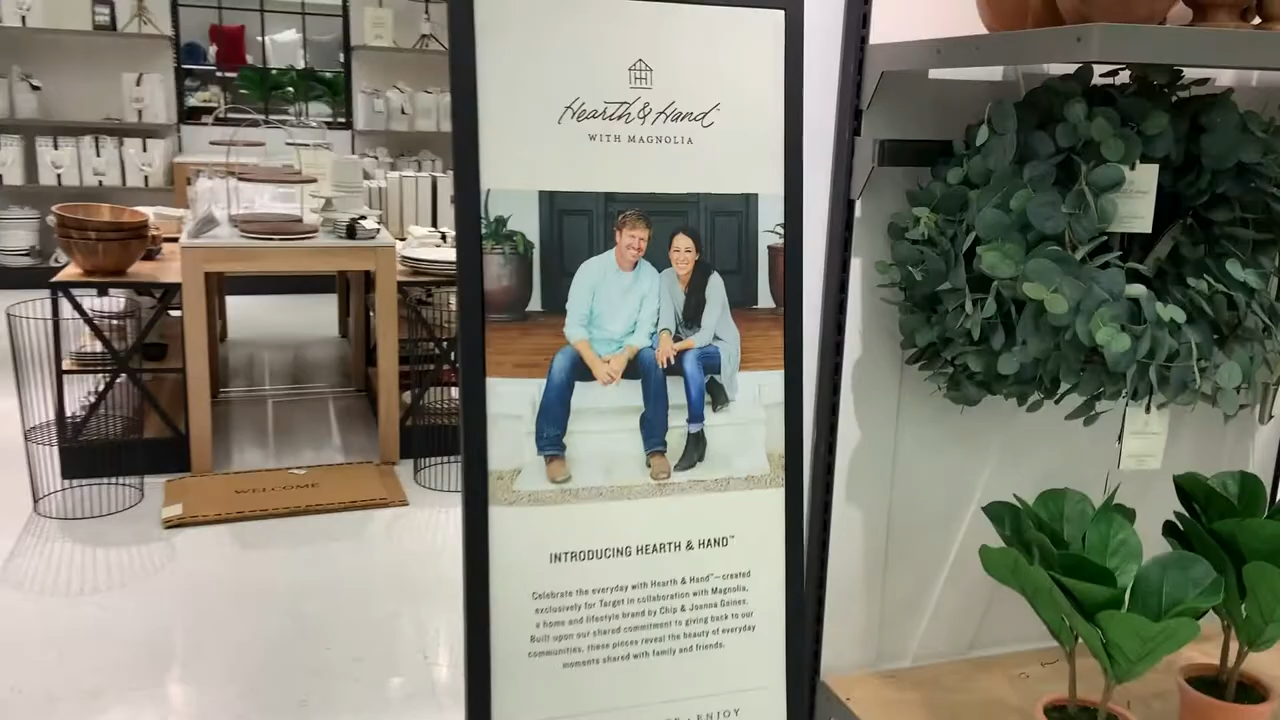 Hearth & Hand
WITH MAGNOLIA
WELCOME
INTRODUCING HEARTH & HAND™
Celebrate the everyday with Hearth & Hand™—created
exclusively for Target in collaboration with Magnolia,
a home and lifestyle brand by Chip & Joanna Gaines.
Built upon our shared commitment to giving back to our
communities, these pieces reveal the beauty of everyday
moments shared with family and friends.
ENJOY